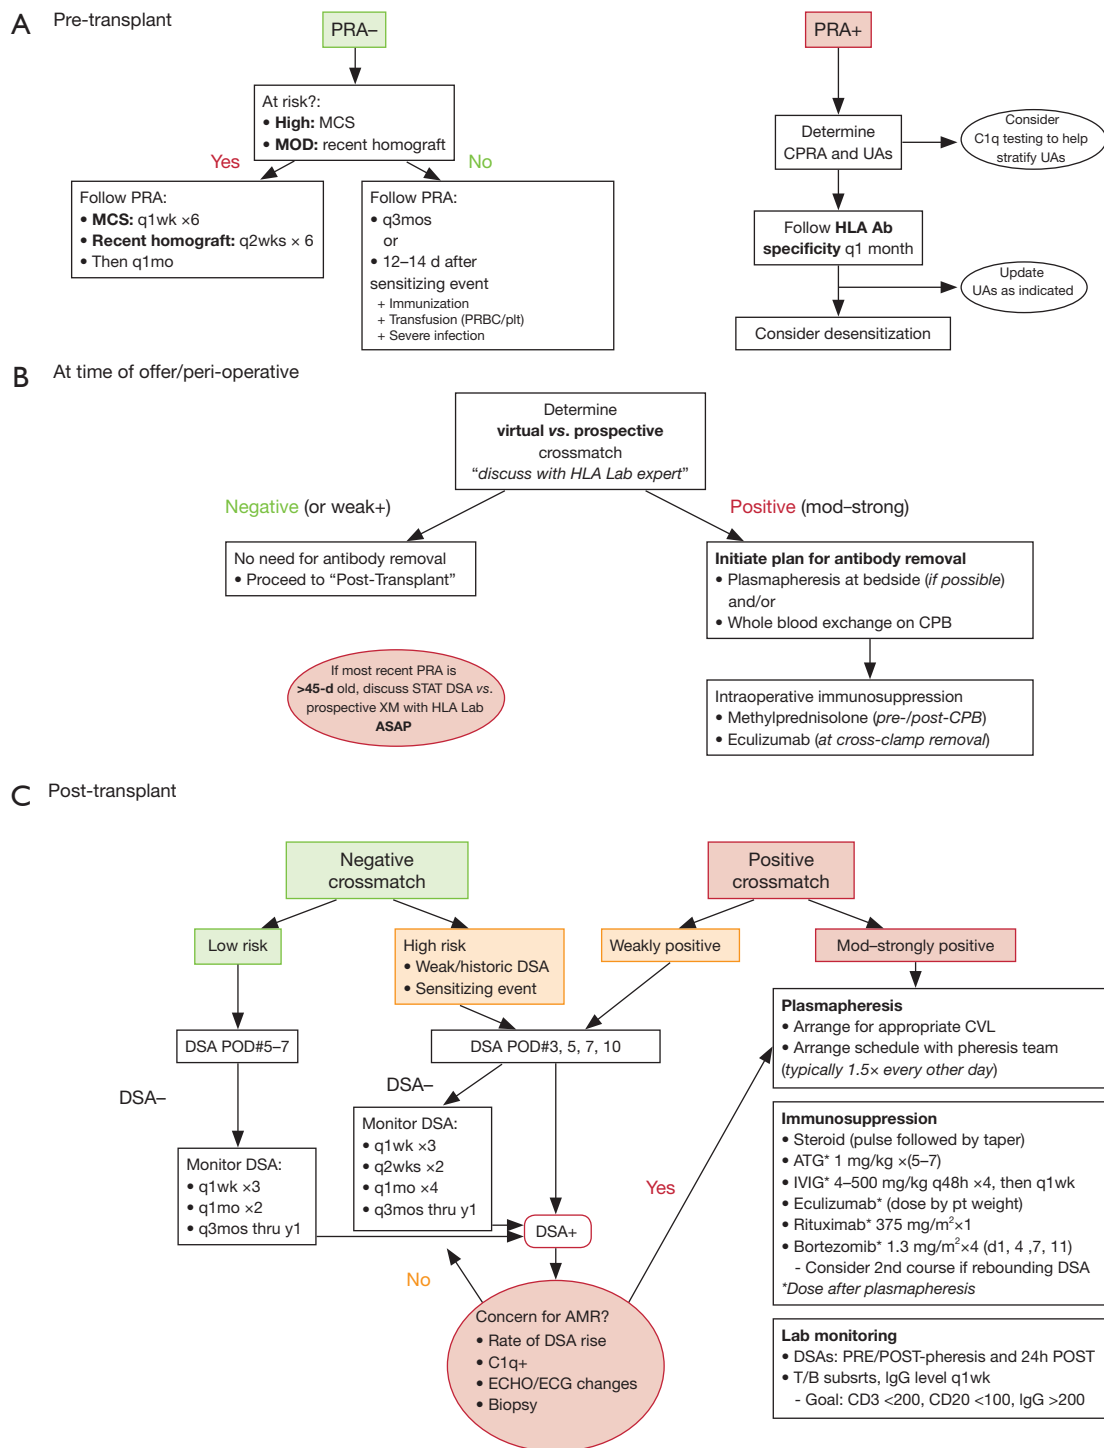 A Pre-transplant
PRA–
At risk?:
• High: MCS
• MOD: recent homograft
Yes
No
Follow PRA:
• MCS: q1wk ×6
• Recent homograft: q2wks × 6
• Then q1mo
Follow PRA:
• q3mos
or
• 12–14 d after
sensitizing event
+ Immunization
+ Transfusion (PRBC/plt)
+ Severe infection
PRA+
Determine
CPRA and UAs
Consider
C1q testing to help
stratify UAs
Follow HLA Ab
specificity q1 month
Update
UAs as indicated
Consider desensitization
B At time of offer/peri-operative
Determine
virtual vs. prospective
crossmatch
“discuss with HLA Lab expert”
Negative (or weak+)
Positive (mod–strong)
No need for antibody removal
• Proceed to “Post-Transplant”
Initiate plan for antibody removal
• Plasmapheresis at bedside (if possible)
and/or
• Whole blood exchange on CPB
If most recent PRA is
>45-d old, discuss STAT DSA vs.
prospective XM with HLA Lab
ASAP
Intraoperative immunosuppression
• Methylprednisolone (pre-/post-CPB)
• Eculizumab (at cross-clamp removal)
C Post-transplant
Negative
crossmatch
Positive
crossmatch
Low risk
High risk
• Weak/historic DSA
• Sensitizing event
Weakly positive
Mod–strongly positive
DSA POD#5–7
DSA POD#3, 5, 7, 10
DSA–
DSA–
Monitor DSA:
• q1wk ×3
• q1mo ×2
• q3mos thru y1
Monitor DSA:
• q1wk ×3
• q2wks ×2
• q1mo ×4
• q3mos thru y1
DSA+
No
Yes
Concern for AMR?
• Rate of DSA rise
• C1q+
• ECHO/ECG changes
• Biopsy
Plasmapheresis
• Arrange for appropriate CVL
• Arrange schedule with pheresis team
(typically 1.5× every other day)
Immunosuppression
• Steroid (pulse followed by taper)
• ATG* 1 mg/kg ×(5–7)
• IVIG* 4–500 mg/kg q48h ×4, then q1wk
• Eculizumab* (dose by pt weight)
• Rituximab* 375 mg/m²×1
• Bortezomib* 1.3 mg/m²×4 (d1, 4 ,7, 11)
- Consider 2nd course if rebounding DSA
*Dose after plasmapheresis
Lab monitoring
• DSAs: PRE/POST-pheresis and 24h POST
• T/B subsrts, IgG level q1wk
- Goal: CD3 <200, CD20 <100, IgG >200